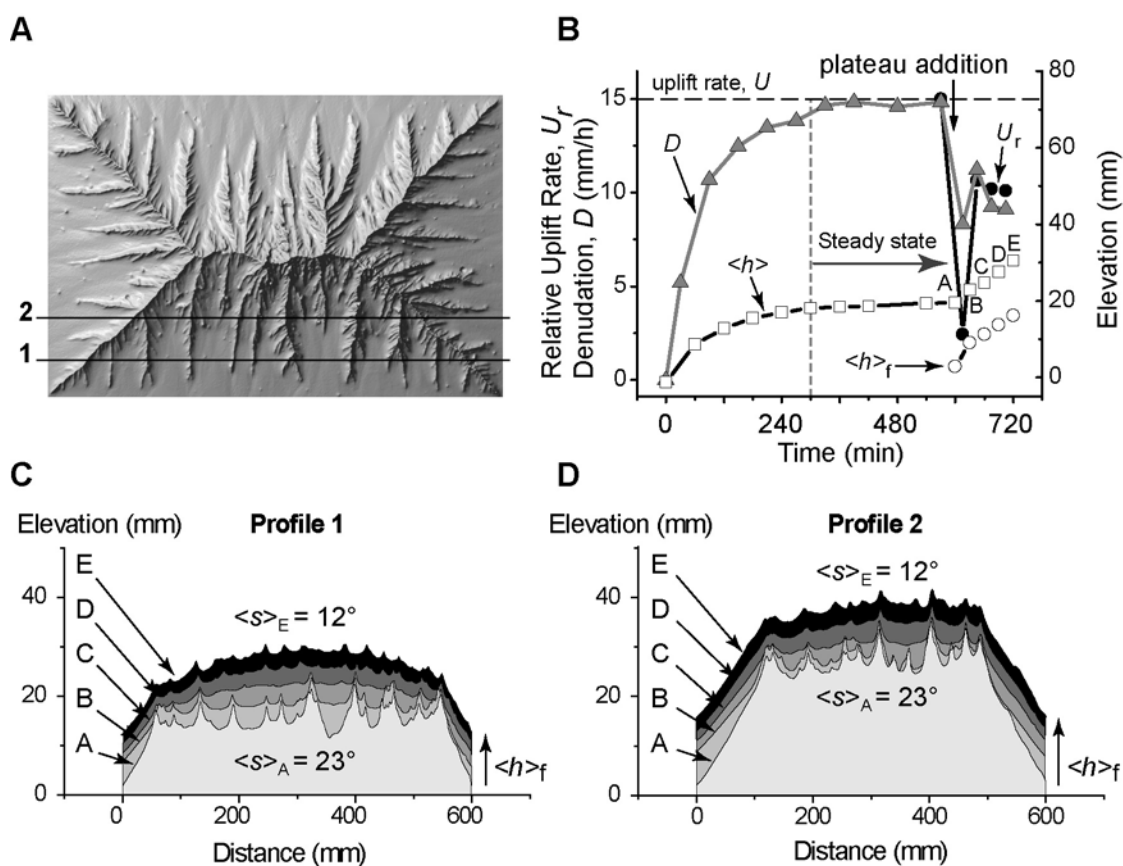 A
2
1
B
plateau addition
uplift rate, U
Relative Uplift Rate, Ur
Denudation, D (mm/h)
15
10
5
0
D
<h>
Steady state
Ur
A
B
C
D
E
<h>f
80
60
40
20
0
Elevation (mm)
0
240
480
720
Time (min)
C
Elevation (mm)
Profile 1
E
D
C
B
A
40
20
0
<s>E = 12°
<s>A = 23°
<h>f
0
200
400
600
Distance (mm)
D
Elevation (mm)
Profile 2
E
D
C
B
A
40
20
0
<s>E = 12°
<s>A = 23°
<h>f
0
200
400
600
Distance (mm)